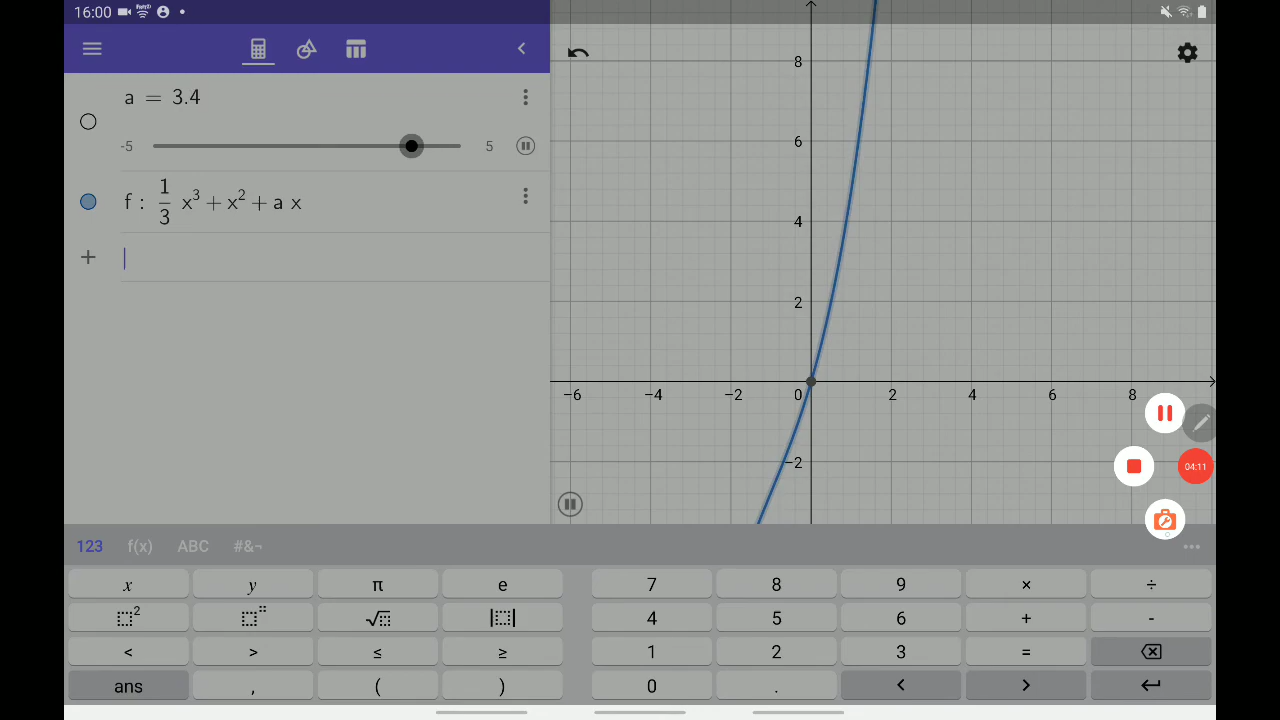 16:00
a = 3.4
-5 5
f : 1/3 x³ + x² + a x
+
8
6
4
2
−6 −4 −2 0 2 4 6 8
−2
04:11
123 f(x) ABC #&¬ ...
x y π e 7 8 9 × ÷
⬚² ⬚⬚ √⬚ |⬚| 4 5 6 + -
< > ≤ ≥ 1 2 3 =
ans , ( ) 0 . < >